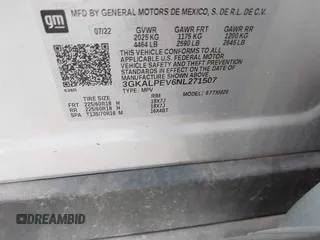 gm
MFD BY GENERAL MOTORS DE MEXICO, S. DE R.L. DE C.V.
07/22 GVWR GAWR FRT GAWR RR
2025 KG 1175 KG 1200 KG
4464 LB 2590 LB 2645 LB
THIS VEHICLE CONFORMS TO ALL APPLICABLE U.S. FEDERAL
MOTOR VEHICLE SAFETY, BUMPER, AND THEFT
PREVENTION STANDARDS IN EFFECT ON THE DATE OF
MANUFACTURE SHOWN ABOVE.
3GKALPEV6NL271507
TYPE: MPV
TIRE SIZE RIM
FRT 225/60R18 H 18X7J
RR 225/60R18 H 18X7J
SPA T135/70R16 M 16X4BT
DREAMBID